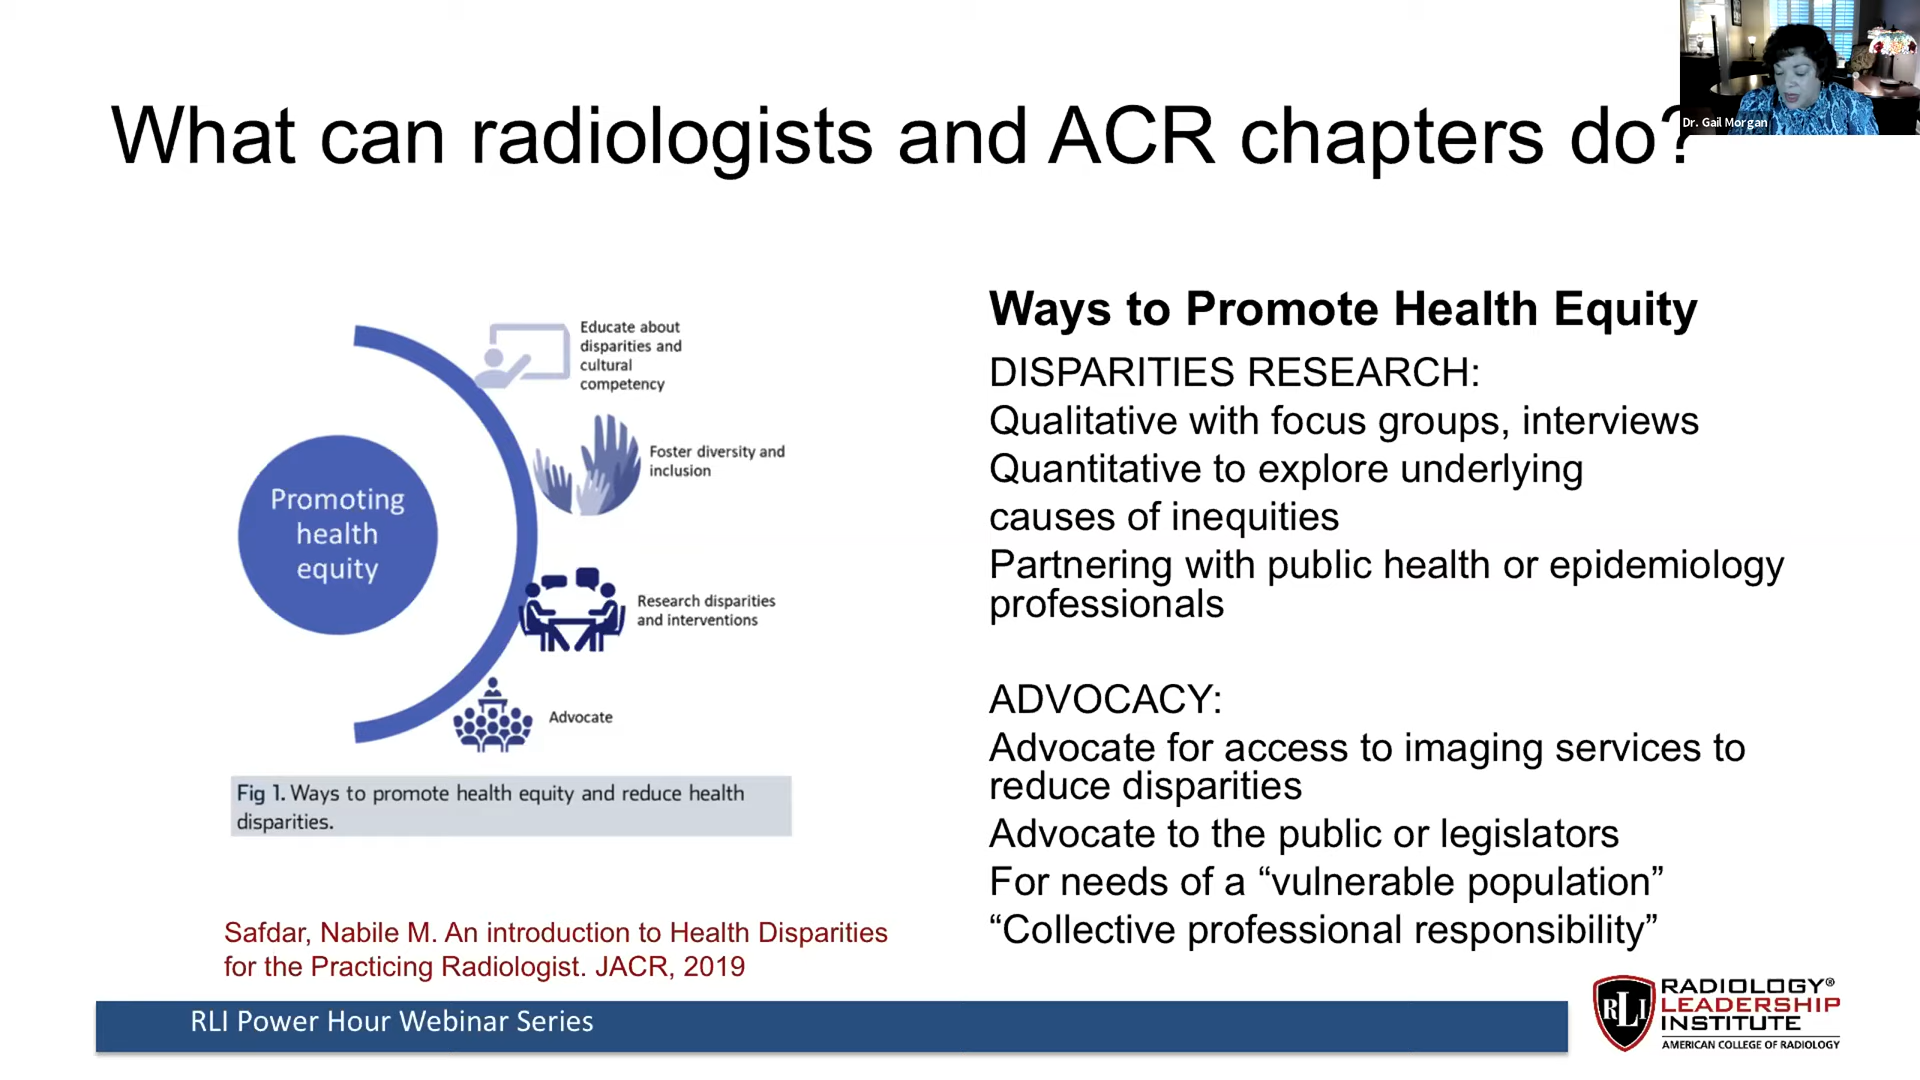 Dr. Gail Morgan
What can radiologists and ACR chapters do?
Promoting
health
equity
Educate about
disparities and
cultural
competency
Foster diversity and
inclusion
Research disparities
and interventions
Advocate
Fig 1. Ways to promote health equity and reduce health
disparities.
Safdar, Nabile M. An introduction to Health Disparities
for the Practicing Radiologist. JACR, 2019
Ways to Promote Health Equity
DISPARITIES RESEARCH:
Qualitative with focus groups, interviews
Quantitative to explore underlying
causes of inequities
Partnering with public health or epidemiology
professionals
ADVOCACY:
Advocate for access to imaging services to
reduce disparities
Advocate to the public or legislators
For needs of a “vulnerable population”
“Collective professional responsibility”
RLI Power Hour Webinar Series
RLI
RADIOLOGY®
LEADERSHIP
INSTITUTE
AMERICAN COLLEGE OF RADIOLOGY